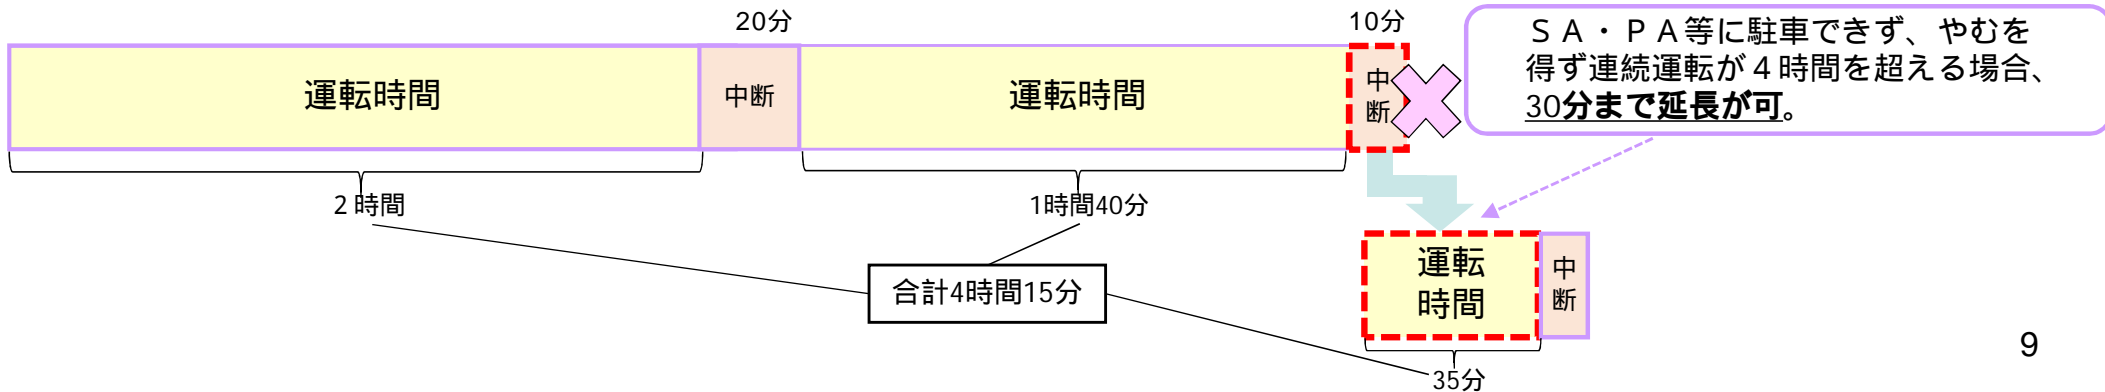 20分
10分
運転時間
中断
運転時間
中
断
ＳＡ・ＰＡ等に駐車できず、やむを
得ず連続運転が４時間を超える場合、
30分まで延長が可。
２時間
1時間40分
合計4時間15分
運転
時間
中
断
35分
9